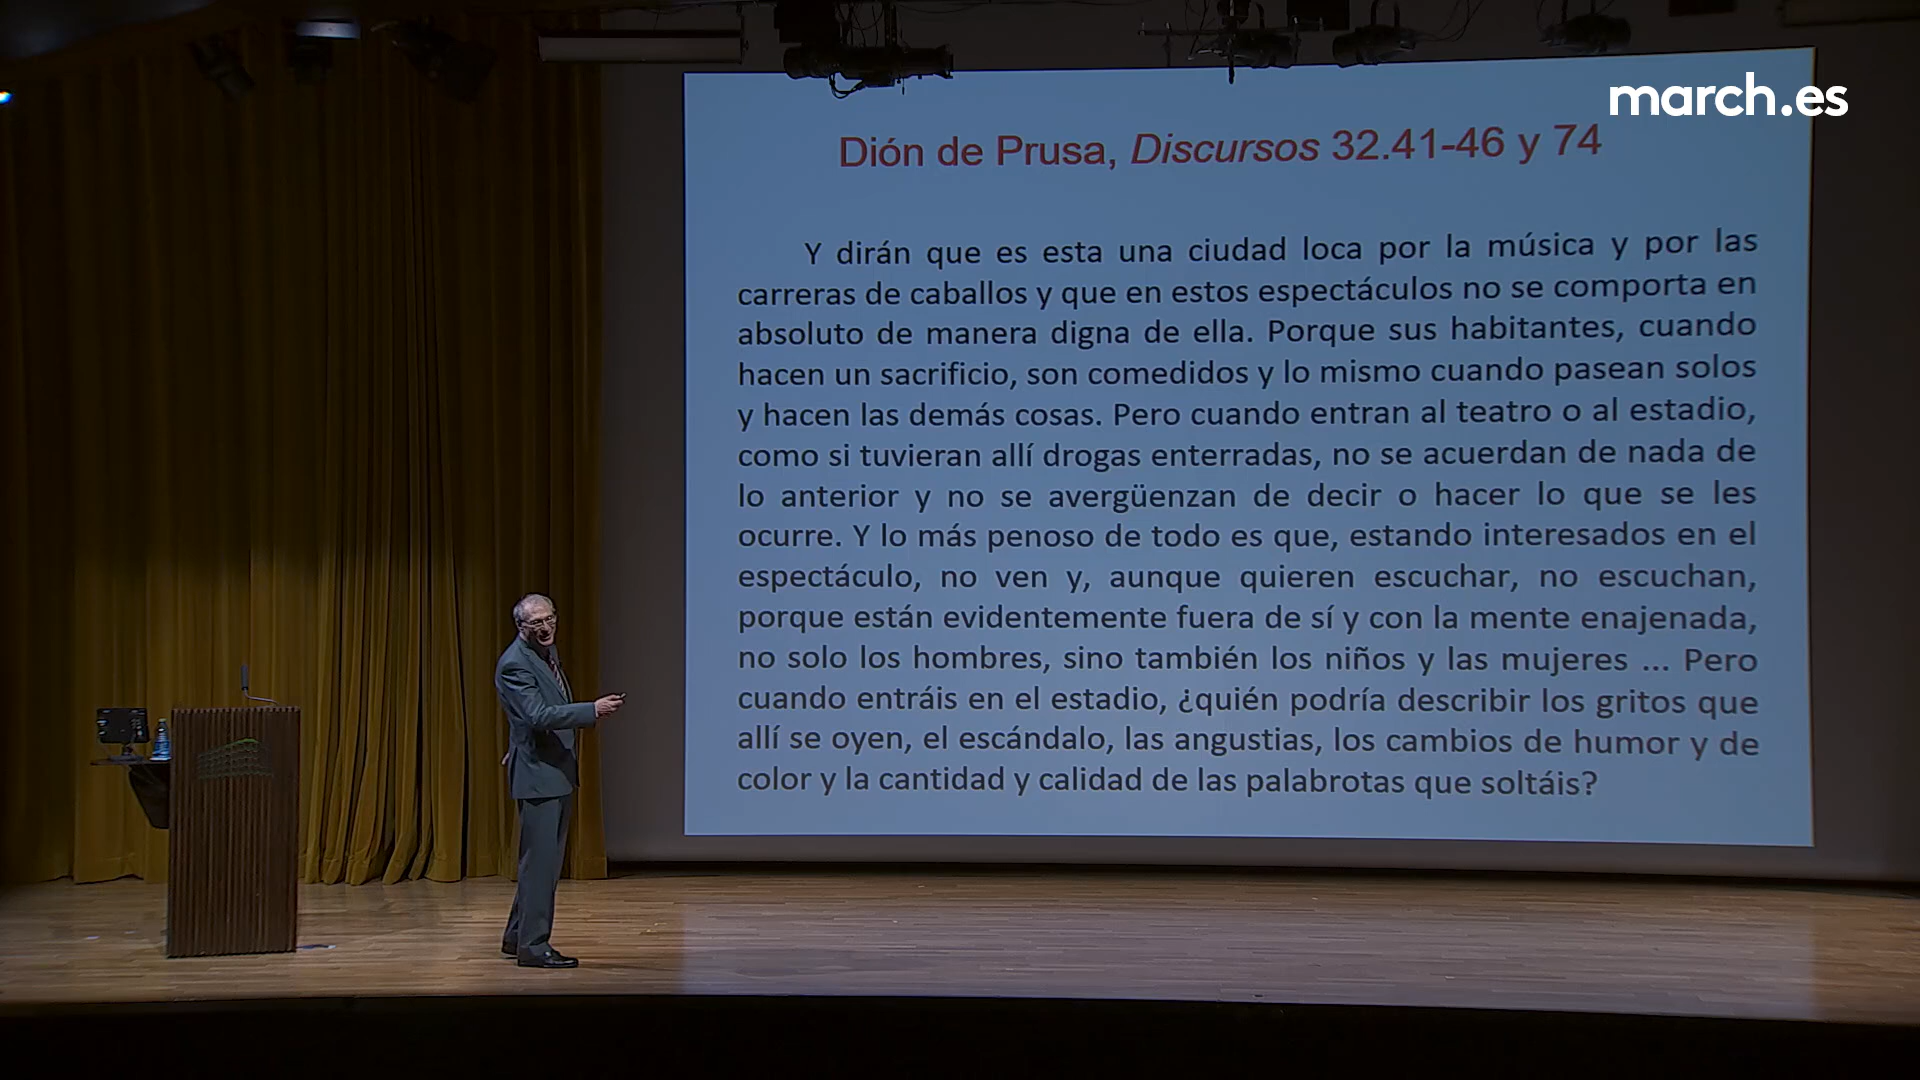 march.es
Dión de Prusa, Discursos 32.41-46 y 74
Y dirán que es esta una ciudad loca por la música y por las
carreras de caballos y que en estos espectáculos no se comporta en
absoluto de manera digna de ella. Porque sus habitantes, cuando
hacen un sacrificio, son comedidos y lo mismo cuando pasean solos
y hacen las demás cosas. Pero cuando entran al teatro o al estadio,
como si tuvieran allí drogas enterradas, no se acuerdan de nada de
lo anterior y no se avergüenzan de decir o hacer lo que se les
ocurre. Y lo más penoso de todo es que, estando interesados en el
espectáculo, no ven y, aunque quieren escuchar, no escuchan,
porque están evidentemente fuera de sí y con la mente enajenada,
no solo los hombres, sino también los niños y las mujeres ... Pero
cuando entráis en el estadio, ¿quién podría describir los gritos que
allí se oyen, el escándalo, las angustias, los cambios de humor y de
color y la cantidad y calidad de las palabrotas que soltáis?